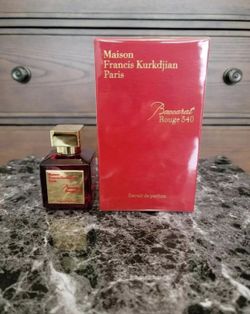 Maison
Francis Kurkdjian
Paris
Baccarat
Rouge 540
Extrait de parfum